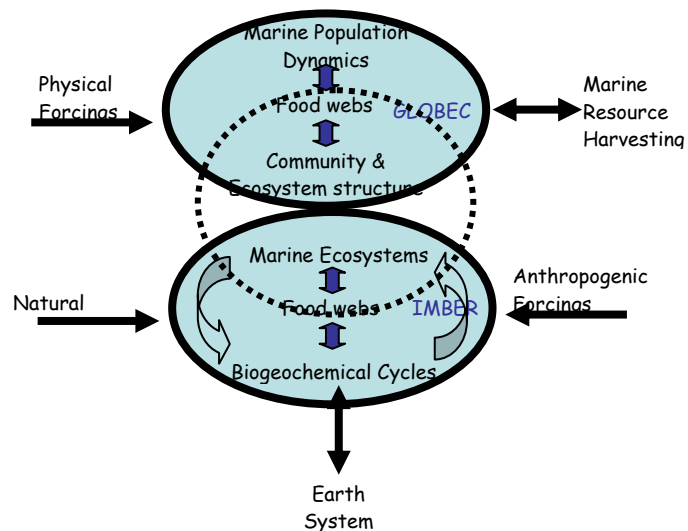 Marine Population
Dynamics
Physical
Forcings
Food webs
GLOBEC
Marine
Resource
Harvesting
Community &
Ecosystem structure
Marine Ecosystems
Natural
Food webs
IMBER
Anthropogenic
Forcings
Biogeochemical Cycles
Earth
System